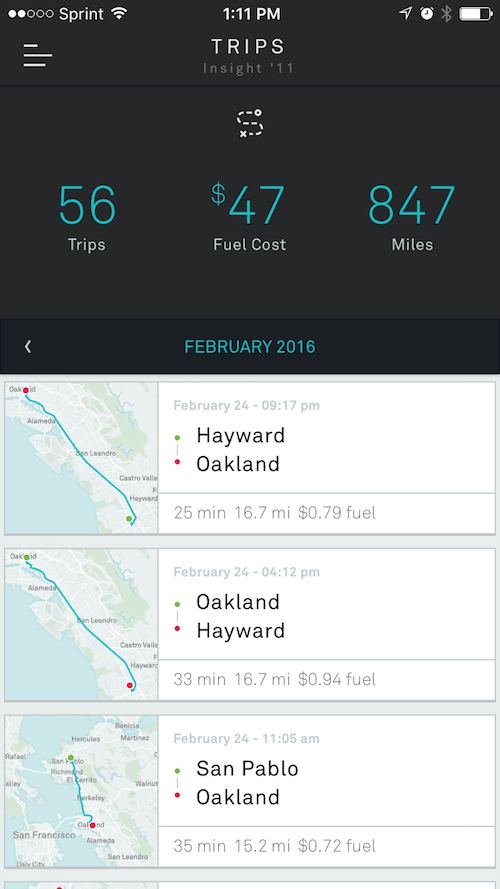 Sprint 1:11 PM
TRIPS
Insight '11
56 $47 847
Trips Fuel Cost Miles
FEBRUARY 2016
Oakland
Alameda
San Leandro
Castro Valle
F
Hayward
February 24 - 09:17 pm
Hayward
Oakland
25 min 16.7 mi $0.79 fuel
Oakland
Alameda
San Leandro
Castro Valle
F
Hayward
February 24 - 04:12 pm
Oakland
Hayward
33 min 16.7 mi $0.94 fuel
Benicia
Hercules Martinez
Rafael San Pablo
Richmond
alley El Cerrito Walnut
Berkeley
Oakland
San Francisco Alameda
San Leandro
Daly City
February 24 - 11:05 am
San Pablo
Oakland
35 min 15.2 mi $0.72 fuel